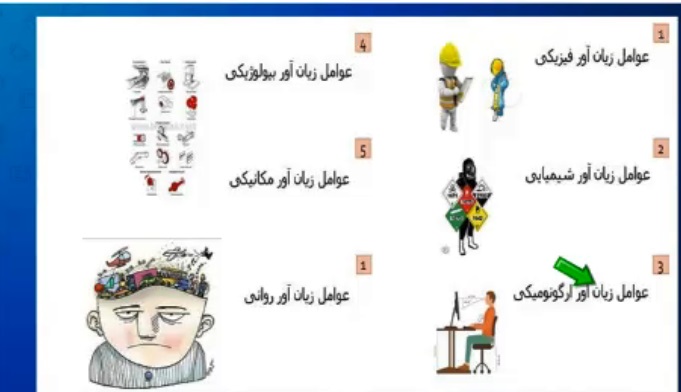 1
عوامل زیان آور فیزیکی
2
عوامل زیان آور شیمیایی
3
عوامل زیان آور ارگونومیکی
4
عوامل زیان آور بیولوژیکی
5
عوامل زیان آور مکانیکی
1
عوامل زیان آور روانی